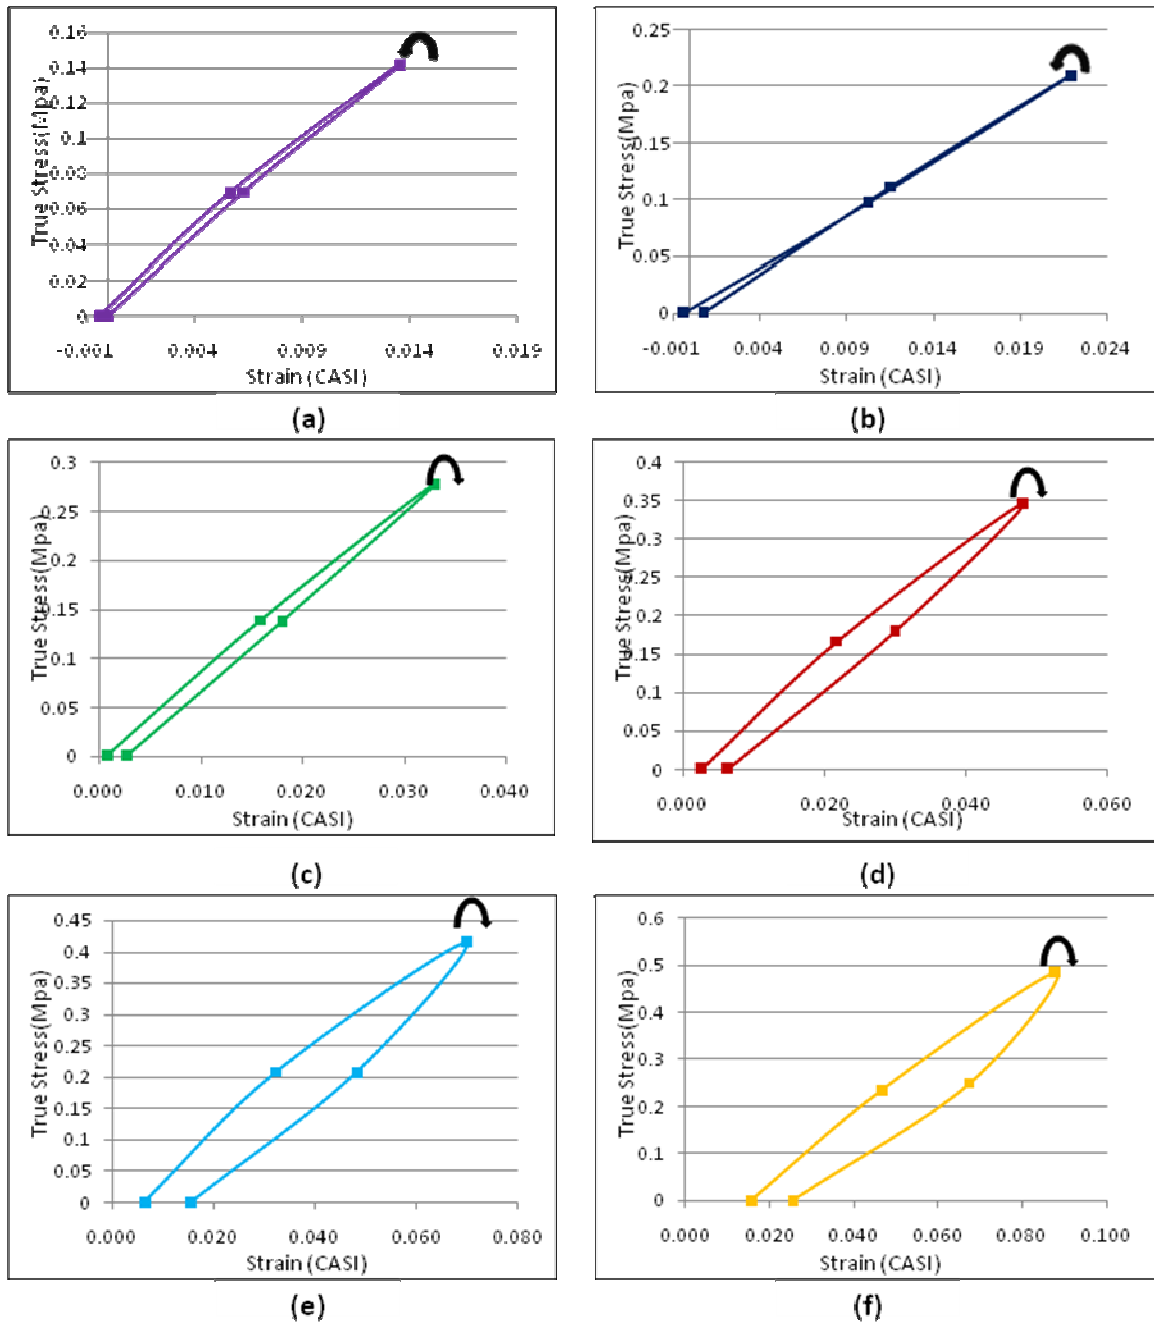 0.16
0.14
0.12
0.1
0.08
0.06
0.04
0.02
0
True Stress(Mpa)
-0.001 0.004 0.009 0.014 0.019
Strain (CASI)
(a)
0.25
0.2
0.15
0.1
0.05
0
True Stress(Mpa)
-0.001 0.004 0.009 0.014 0.019 0.024
Strain (CASI)
(b)
0.3
0.25
0.2
0.15
0.1
0.05
0
True Stress(Mpa)
0.000 0.010 0.020 0.030 0.040
Strain (CASI)
(c)
0.4
0.35
0.3
0.25
0.2
0.15
0.1
0.05
0
True Stress(Mpa)
0.000 0.020 0.040 0.060
Strain (CASI)
(d)
0.45
0.4
0.35
0.3
0.25
0.2
0.15
0.1
0.05
0
True Stress(Mpa)
0.000 0.020 0.040 0.060 0.080
Strain (CASI)
(e)
0.6
0.5
0.4
0.3
0.2
0.1
0
True Stress(Mpa)
0.000 0.020 0.040 0.060 0.080 0.100
Strain (CASI)
(f)